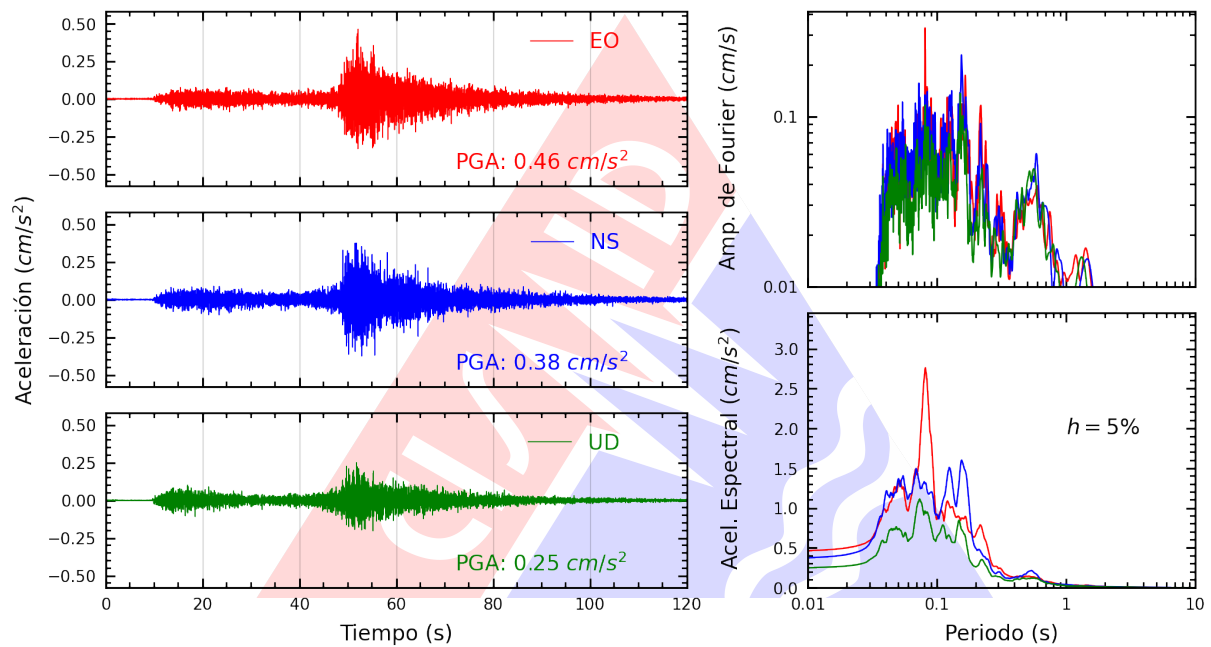 Aceleración (cm/s²)
0.50
0.25
0.00
−0.25
−0.50
EO
PGA: 0.46 cm/s²
0.50
0.25
0.00
−0.25
−0.50
NS
PGA: 0.38 cm/s²
0.50
0.25
0.00
−0.25
−0.50
UD
PGA: 0.25 cm/s²
0 20 40 60 80 100 120
Tiempo (s)
Amp. de Fourier (cm/s)
0.1
0.01
Acel. Espectral (cm/s²)
3.0
2.5
2.0
1.5
1.0
0.5
0.0
h = 5%
0.01 0.1 1 10
Periodo (s)